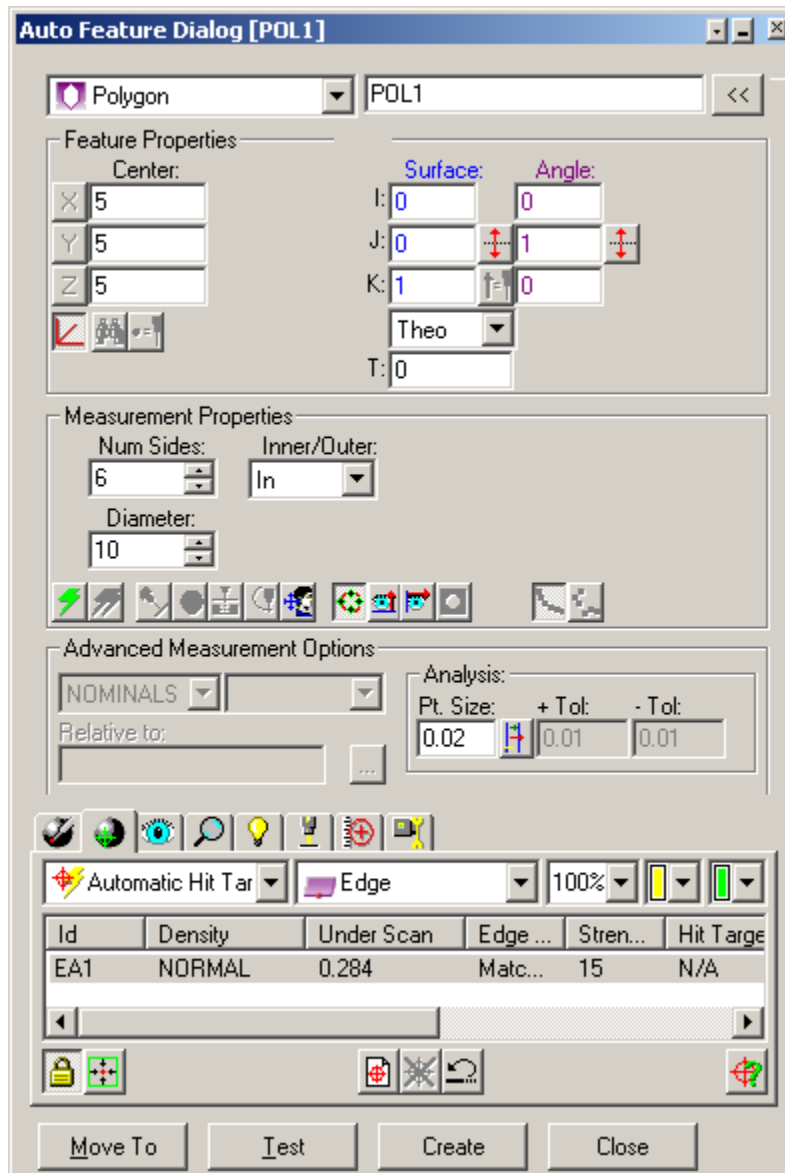 Auto Feature Dialog [POL1]
Polygon POL1 <<
Feature Properties
Center: Surface: Angle:
X 5 I: 0 0
Y 5 J: 0 1
Z 5 K: 1 0
Theo
T: 0
Measurement Properties
Num Sides: Inner/Outer:
6 In
Diameter:
10
Advanced Measurement Options
NOMINALS
Analysis:
Pt. Size: + Tol: - Tol:
0.02 0.01 0.01
Relative to:
...
Automatic Hit Tar Edge 100%
Id Density Under Scan Edge ... Stren... Hit Targe
EA1 NORMAL 0.284 Matc... 15 N/A
Move To Test Create Close